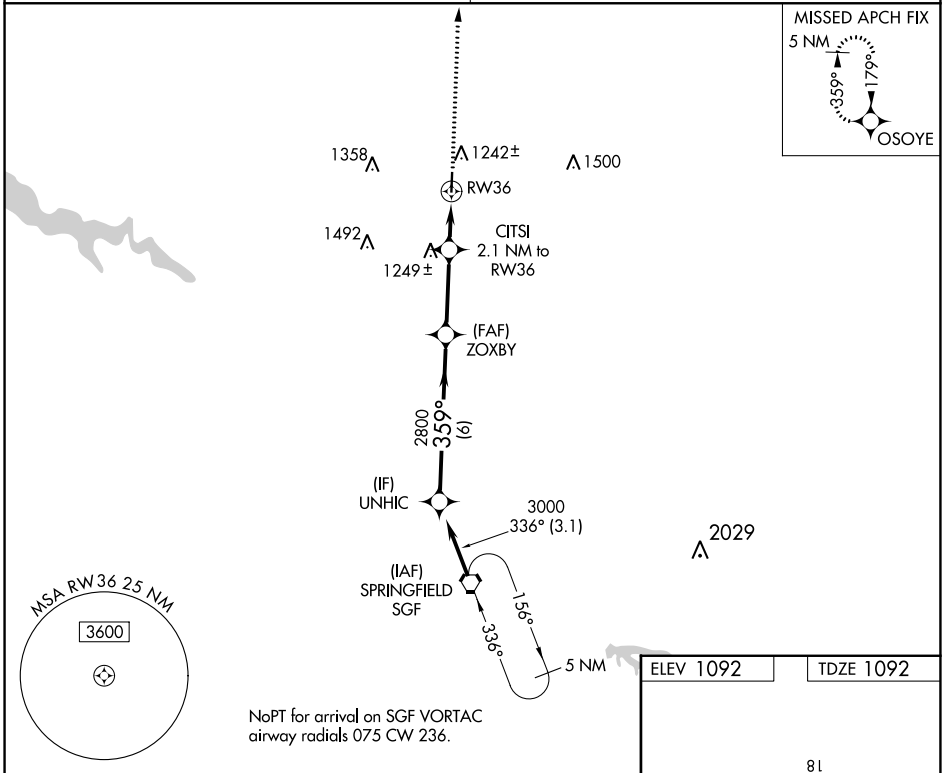 MISSED APCH FIX
5 NM
359°
179°
OSOYE
1358
1242±
1500
RW36
1492
1249±
CITSI
2.1 NM to
RW36
(FAF)
ZOXBY
2800
359°
(6)
(IF)
UNHIC
3000
336° (3.1)
2029
(IAF)
SPRINGFIELD
SGF
156°
336°
5 NM
MSA RW36 25 NM
3600
NoPT for arrival on SGF VORTAC
airway radials 075 CW 236.
ELEV 1092
TDZE 1092
18